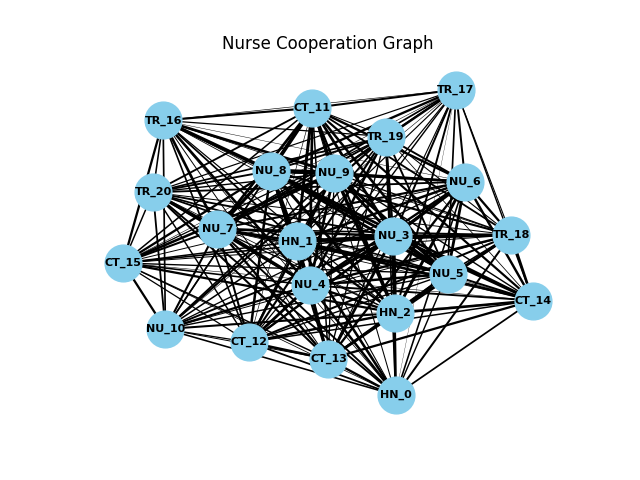 Nurse Cooperation Graph
TR_17
CT_11
TR_16
TR_19
NU_8
NU_9
NU_6
TR_20
NU_7
NU_3
TR_18
HN_1
CT_15
NU_5
NU_4
CT_14
HN_2
NU_10
CT_12
CT_13
HN_0